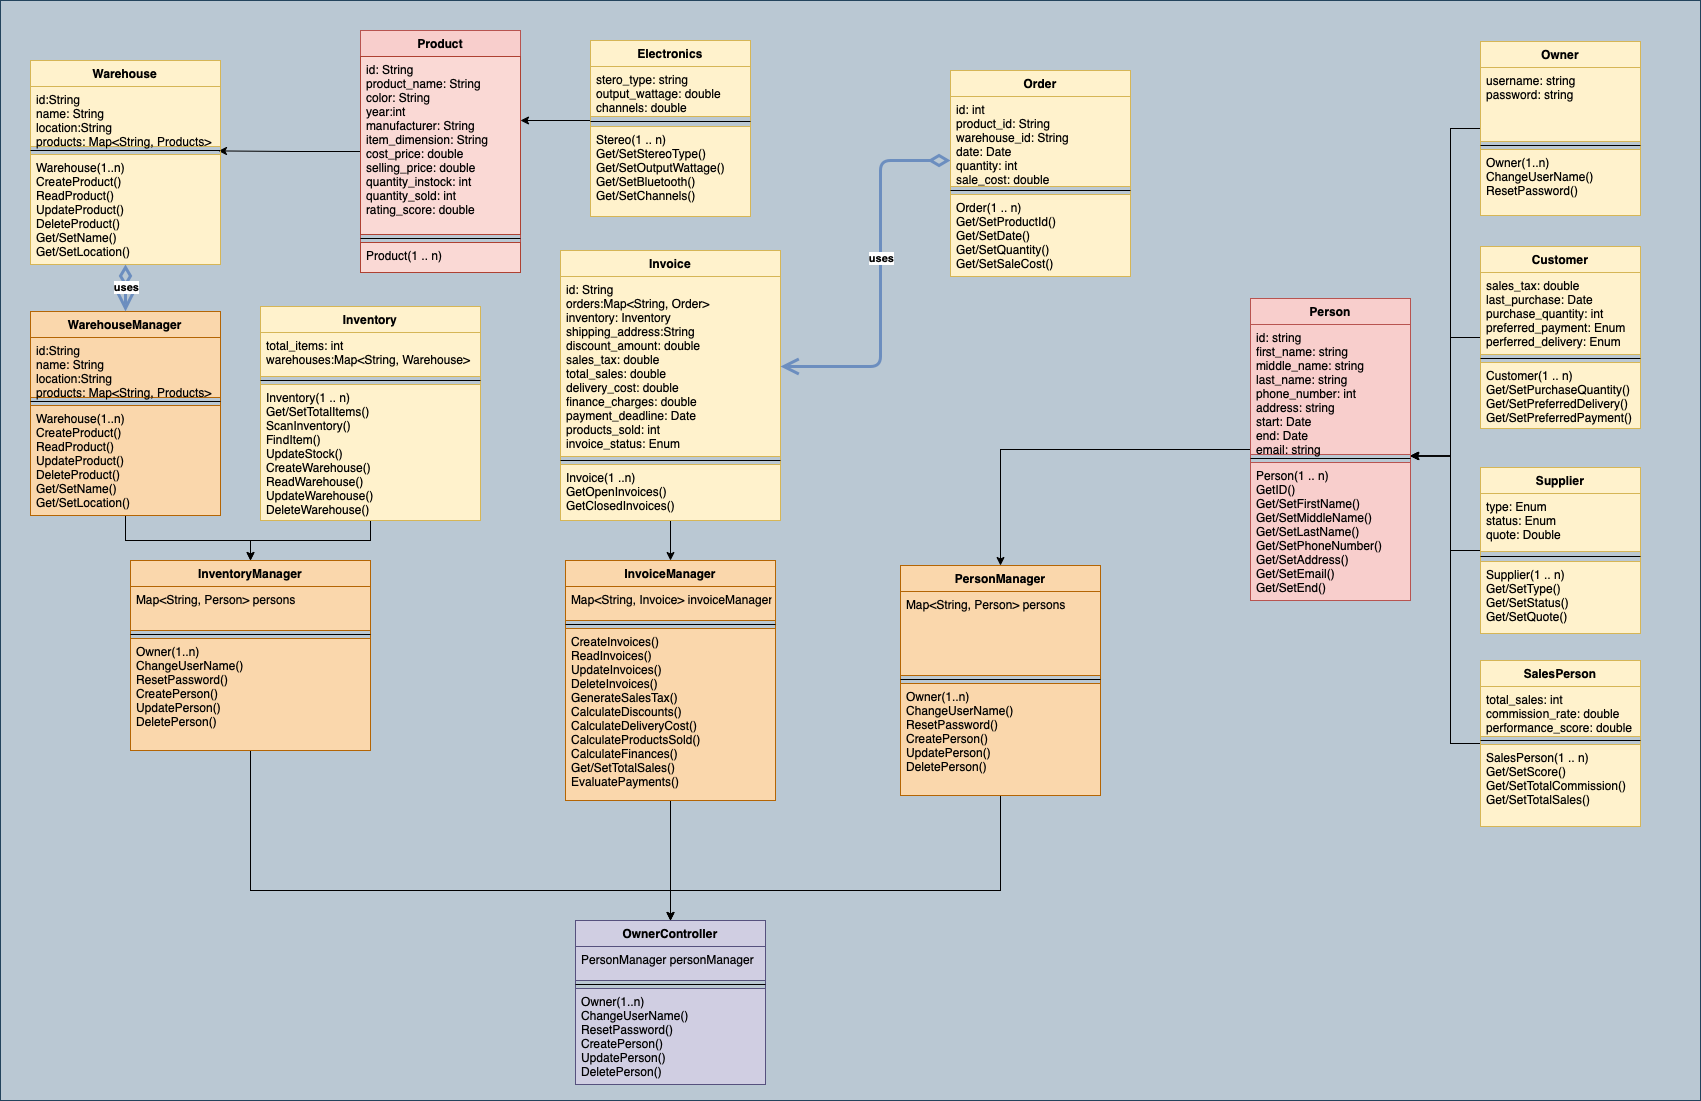 Warehouse
id:String
name: String
location:String
products: Map<String, Products>
Warehouse(1..n)
CreateProduct()
ReadProduct()
UpdateProduct()
DeleteProduct()
Get/SetName()
Get/SetLocation()
uses
WarehouseManager
id:String
name: String
location:String
products: Map<String, Products>
Warehouse(1..n)
CreateProduct()
ReadProduct()
UpdateProduct()
DeleteProduct()
Get/SetName()
Get/SetLocation()
Product
id: String
product_name: String
color: String
year:int
manufacturer: String
item_dimension: String
cost_price: double
selling_price: double
quantity_instock: int
quantity_sold: int
rating_score: double
Product(1 .. n)
Electronics
stero_type: string
output_wattage: double
channels: double
Stereo(1 .. n)
Get/SetStereoType()
Get/SetOutputWattage()
Get/SetBluetooth()
Get/SetChannels()
Inventory
total_items: int
warehouses:Map<String, Warehouse>
Inventory(1 .. n)
Get/SetTotalItems()
ScanInventory()
FindItem()
UpdateStock()
CreateWarehouse()
ReadWarehouse()
UpdateWarehouse()
DeleteWarehouse()
Invoice
id: String
orders:Map<String, Order>
inventory: Inventory
shipping_address:String
discount_amount: double
sales_tax: double
total_sales: double
delivery_cost: double
finance_charges: double
payment_deadline: Date
products_sold: int
invoice_status: Enum
Invoice(1 ..n)
GetOpenInvoices()
GetClosedInvoices()
uses
Order
id: int
product_id: String
warehouse_id: String
date: Date
quantity: int
sale_cost: double
Order(1 .. n)
Get/SetProductId()
Get/SetDate()
Get/SetQuantity()
Get/SetSaleCost()
Person
id: string
first_name: string
middle_name: string
last_name: string
phone_number: int
address: string
start: Date
end: Date
email: string
Person(1 .. n)
GetID()
Get/SetFirstName()
Get/SetMiddleName()
Get/SetLastName()
Get/SetPhoneNumber()
Get/SetAddress()
Get/SetEmail()
Get/SetEnd()
Owner
username: string
password: string
Owner(1..n)
ChangeUserName()
ResetPassword()
Customer
sales_tax: double
last_purchase: Date
purchase_quantity: int
preferred_payment: Enum
perferred_delivery: Enum
Customer(1 .. n)
Get/SetPurchaseQuantity()
Get/SetPreferredDelivery()
Get/SetPreferredPayment()
Supplier
type: Enum
status: Enum
quote: Double
Supplier(1 .. n)
Get/SetType()
Get/SetStatus()
Get/SetQuote()
SalesPerson
total_sales: int
commission_rate: double
performance_score: double
SalesPerson(1 .. n)
Get/SetScore()
Get/SetTotalCommission()
Get/SetTotalSales()
InventoryManager
Map<String, Person> persons
Owner(1..n)
ChangeUserName()
ResetPassword()
CreatePerson()
UpdatePerson()
DeletePerson()
InvoiceManager
Map<String, Invoice> invoiceManager
CreateInvoices()
ReadInvoices()
UpdateInvoices()
DeleteInvoices()
GenerateSalesTax()
CalculateDiscounts()
CalculateDeliveryCost()
CalculateProductsSold()
CalculateFinances()
Get/SetTotalSales()
EvaluatePayments()
PersonManager
Map<String, Person> persons
Owner(1..n)
ChangeUserName()
ResetPassword()
CreatePerson()
UpdatePerson()
DeletePerson()
OwnerController
PersonManager personManager
Owner(1..n)
ChangeUserName()
ResetPassword()
CreatePerson()
UpdatePerson()
DeletePerson()